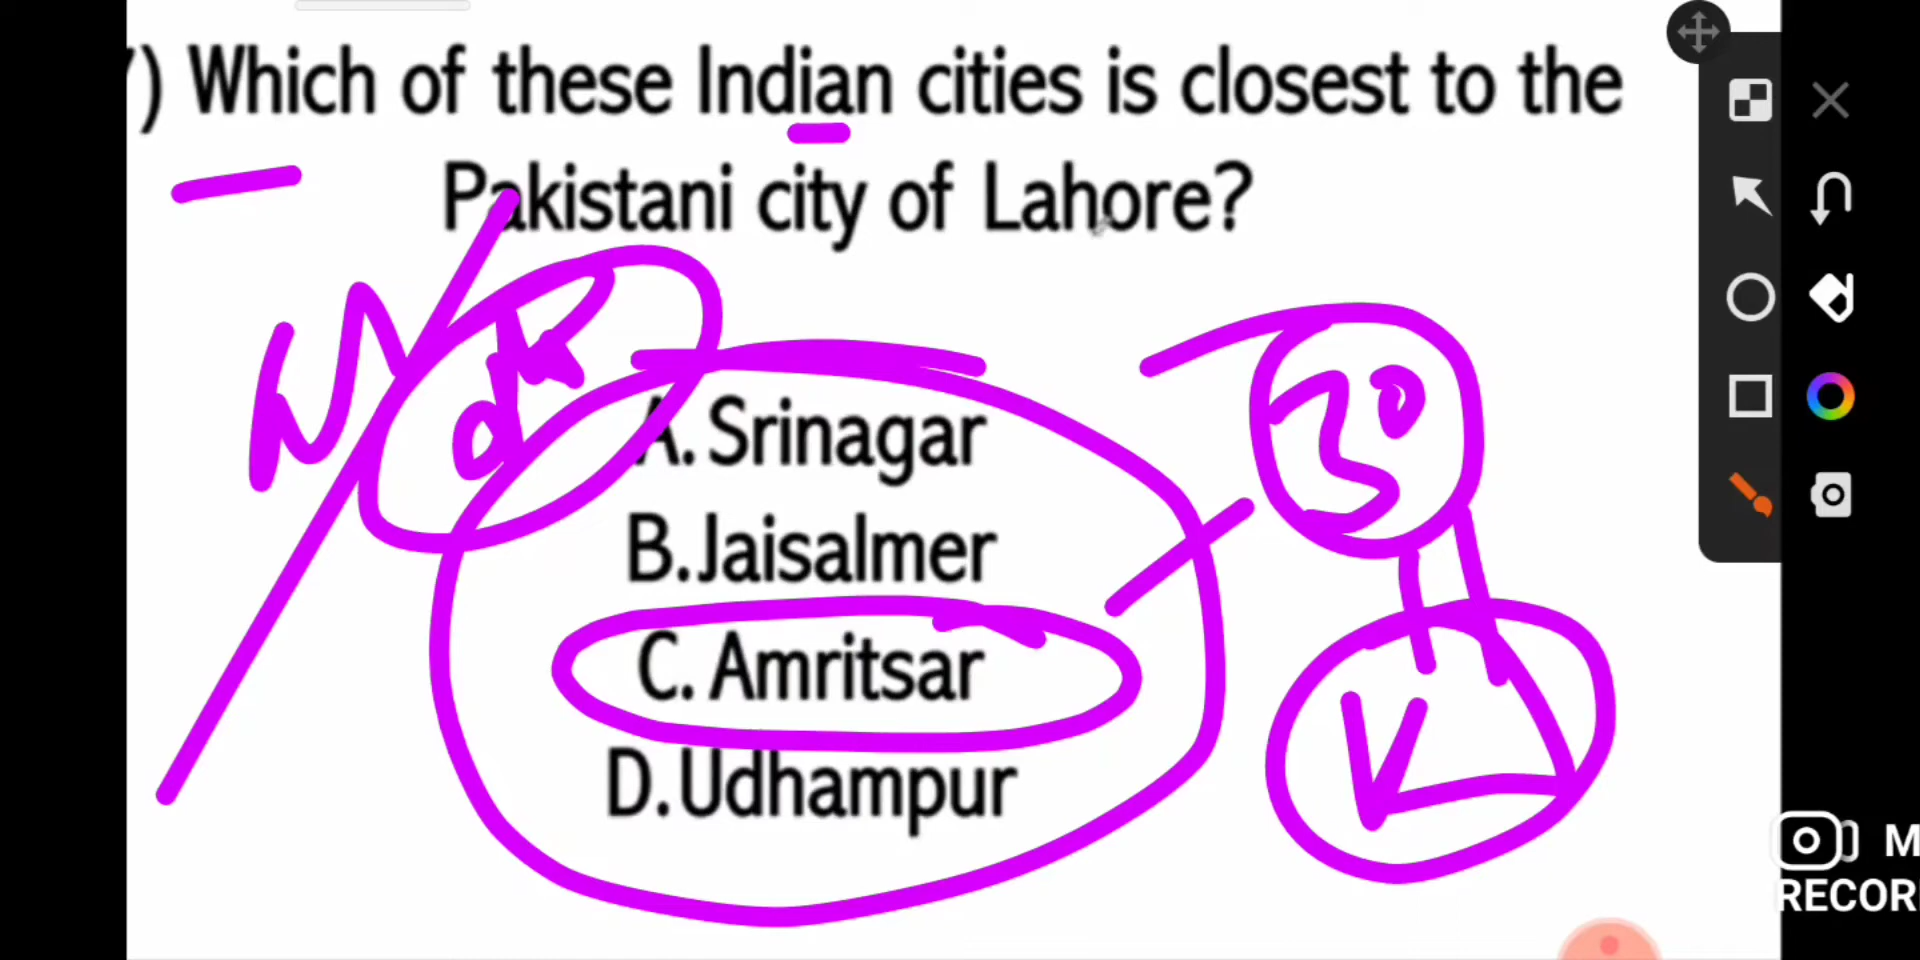 ) Which of these Indian cities is closest to the
Pakistani city of Lahore?
A. Srinagar
B. Jaisalmer
C. Amritsar
D. Udhampur
M
RECOR